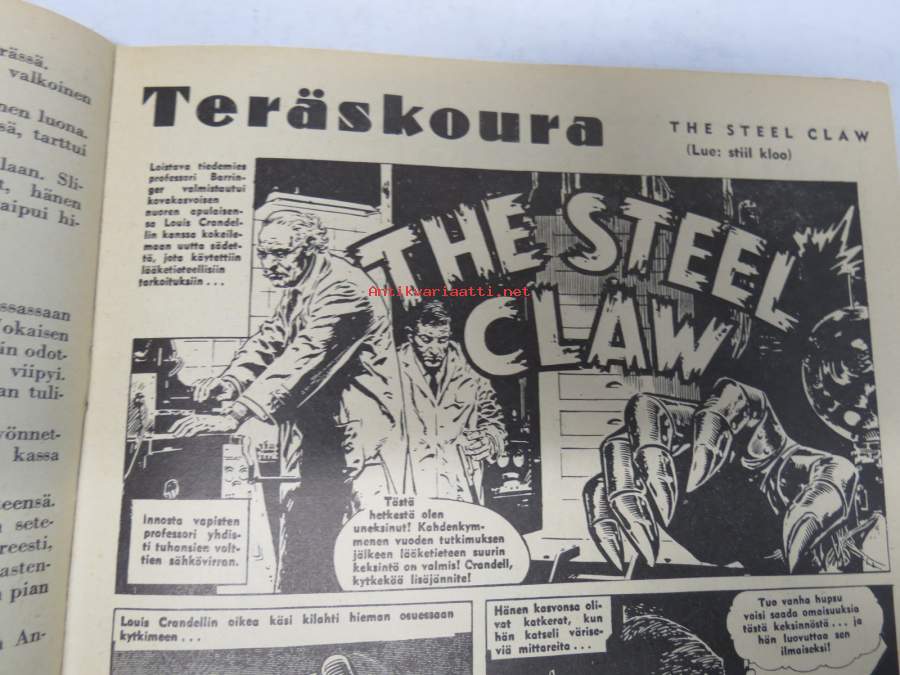 rässä.
valkoinen
nen luona.
sä, tarttui
laan. Sli-
t, hänen
aipui hi-
ssassaan
okaisen
in odot-
viipyi.
an tuli-
yönnet-
kassa
teensä.
sete-
reesti,
asten-
pian
An-
Teräskoura
THE STEEL CLAW
(Lue: stiil kloo)
Loistava tiedemies
professori Barrin-
ger valmistautui
kovakasvoisen
nuoren apulaisen-
sa Louis Crandel-
lin kanssa kokeile-
maan uutta sädet-
tä, jota käytettiin
lääketieteellisiin
tarkoituksiin . . .
THE STEEL
CLAW
Antikvariaatti.net
Innosta vapisten
professori yhdis-
ti tuhansien volt-
tien sähkövirran.
Tästä
hetkestä olen
uneksinut! Kahdenkym-
menen vuoden tutkimuksen
jälkeen lääketieteen suurin
keksintö on valmis! Crandell,
kytkekää lisäjännite!
Louis Crandellin oikea käsi kilahti hieman osuessaan
kytkimeen . . .
Hänen kasvonsa oli-
vat katkerat, kun
hän katseli värise-
viä mittareita . . .
Tuo vanha hupsu
voisi saada omaisuuksia
tästä keksinnöstä . . . ja
hän luovuttaa sen
ilmaiseksi!